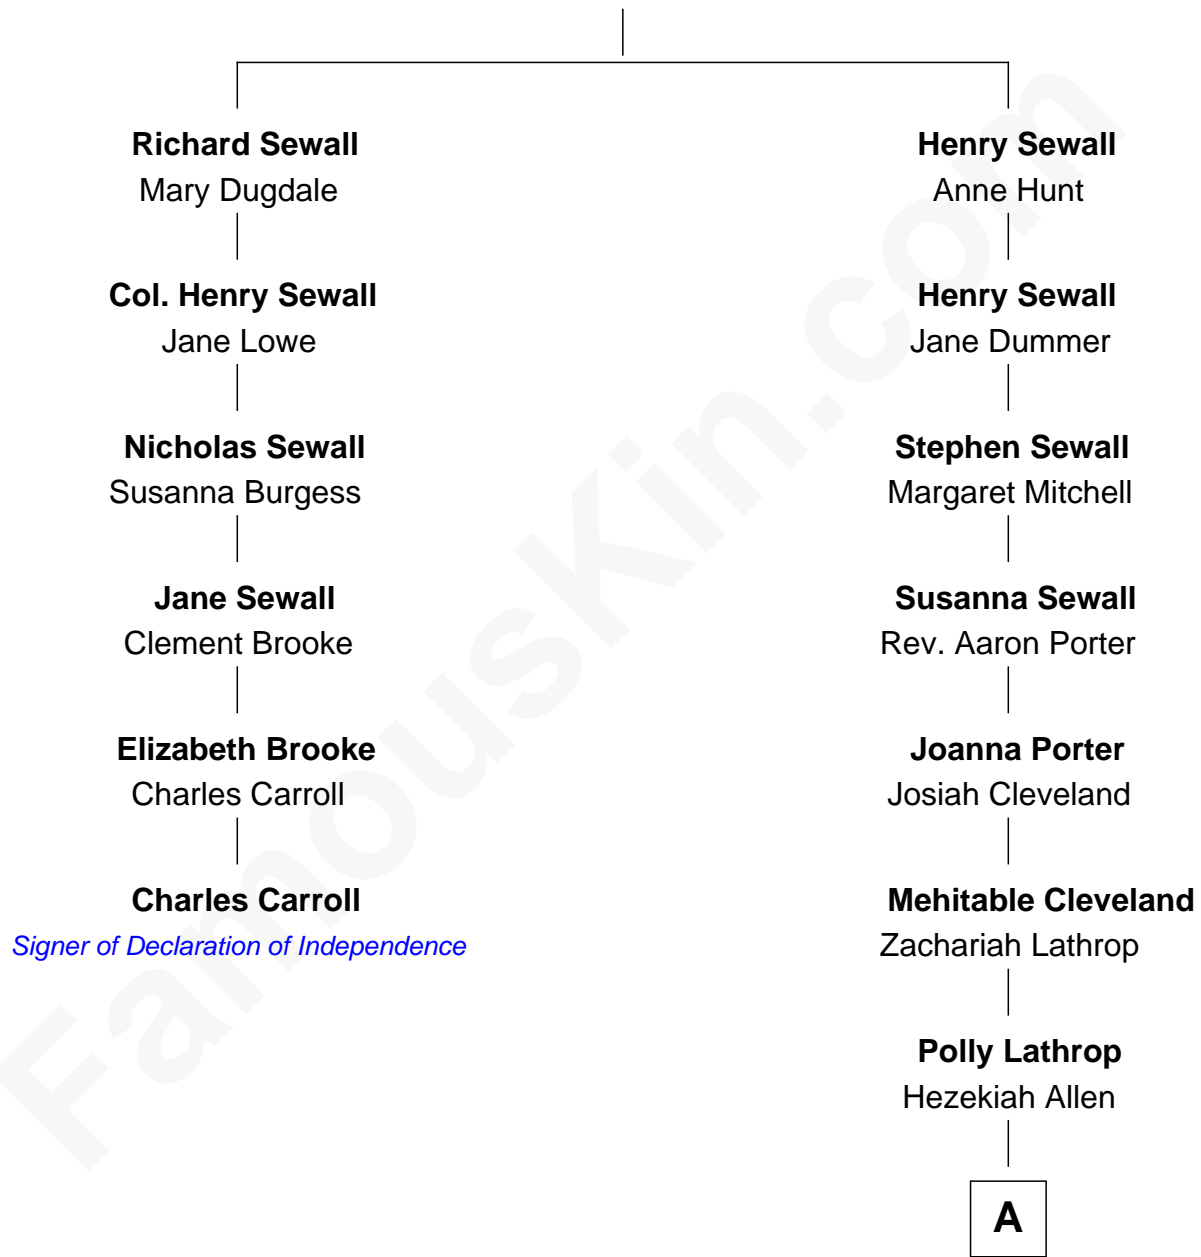 Richard Sewall
Mary Dugdale
Col. Henry Sewall
Jane Lowe
Nicholas Sewall
Susanna Burgess
Jane Sewall
Clement Brooke
Elizabeth Brooke
Charles Carroll
Charles Carroll
Signer of Declaration of Independence
Henry Sewall
Anne Hunt
Henry Sewall
Jane Dummer
Stephen Sewall
Margaret Mitchell
Susanna Sewall
Rev. Aaron Porter
Joanna Porter
Josiah Cleveland
Mehitable Cleveland
Zachariah Lathrop
Polly Lathrop
Hezekiah Allen
A
FamousKin.com